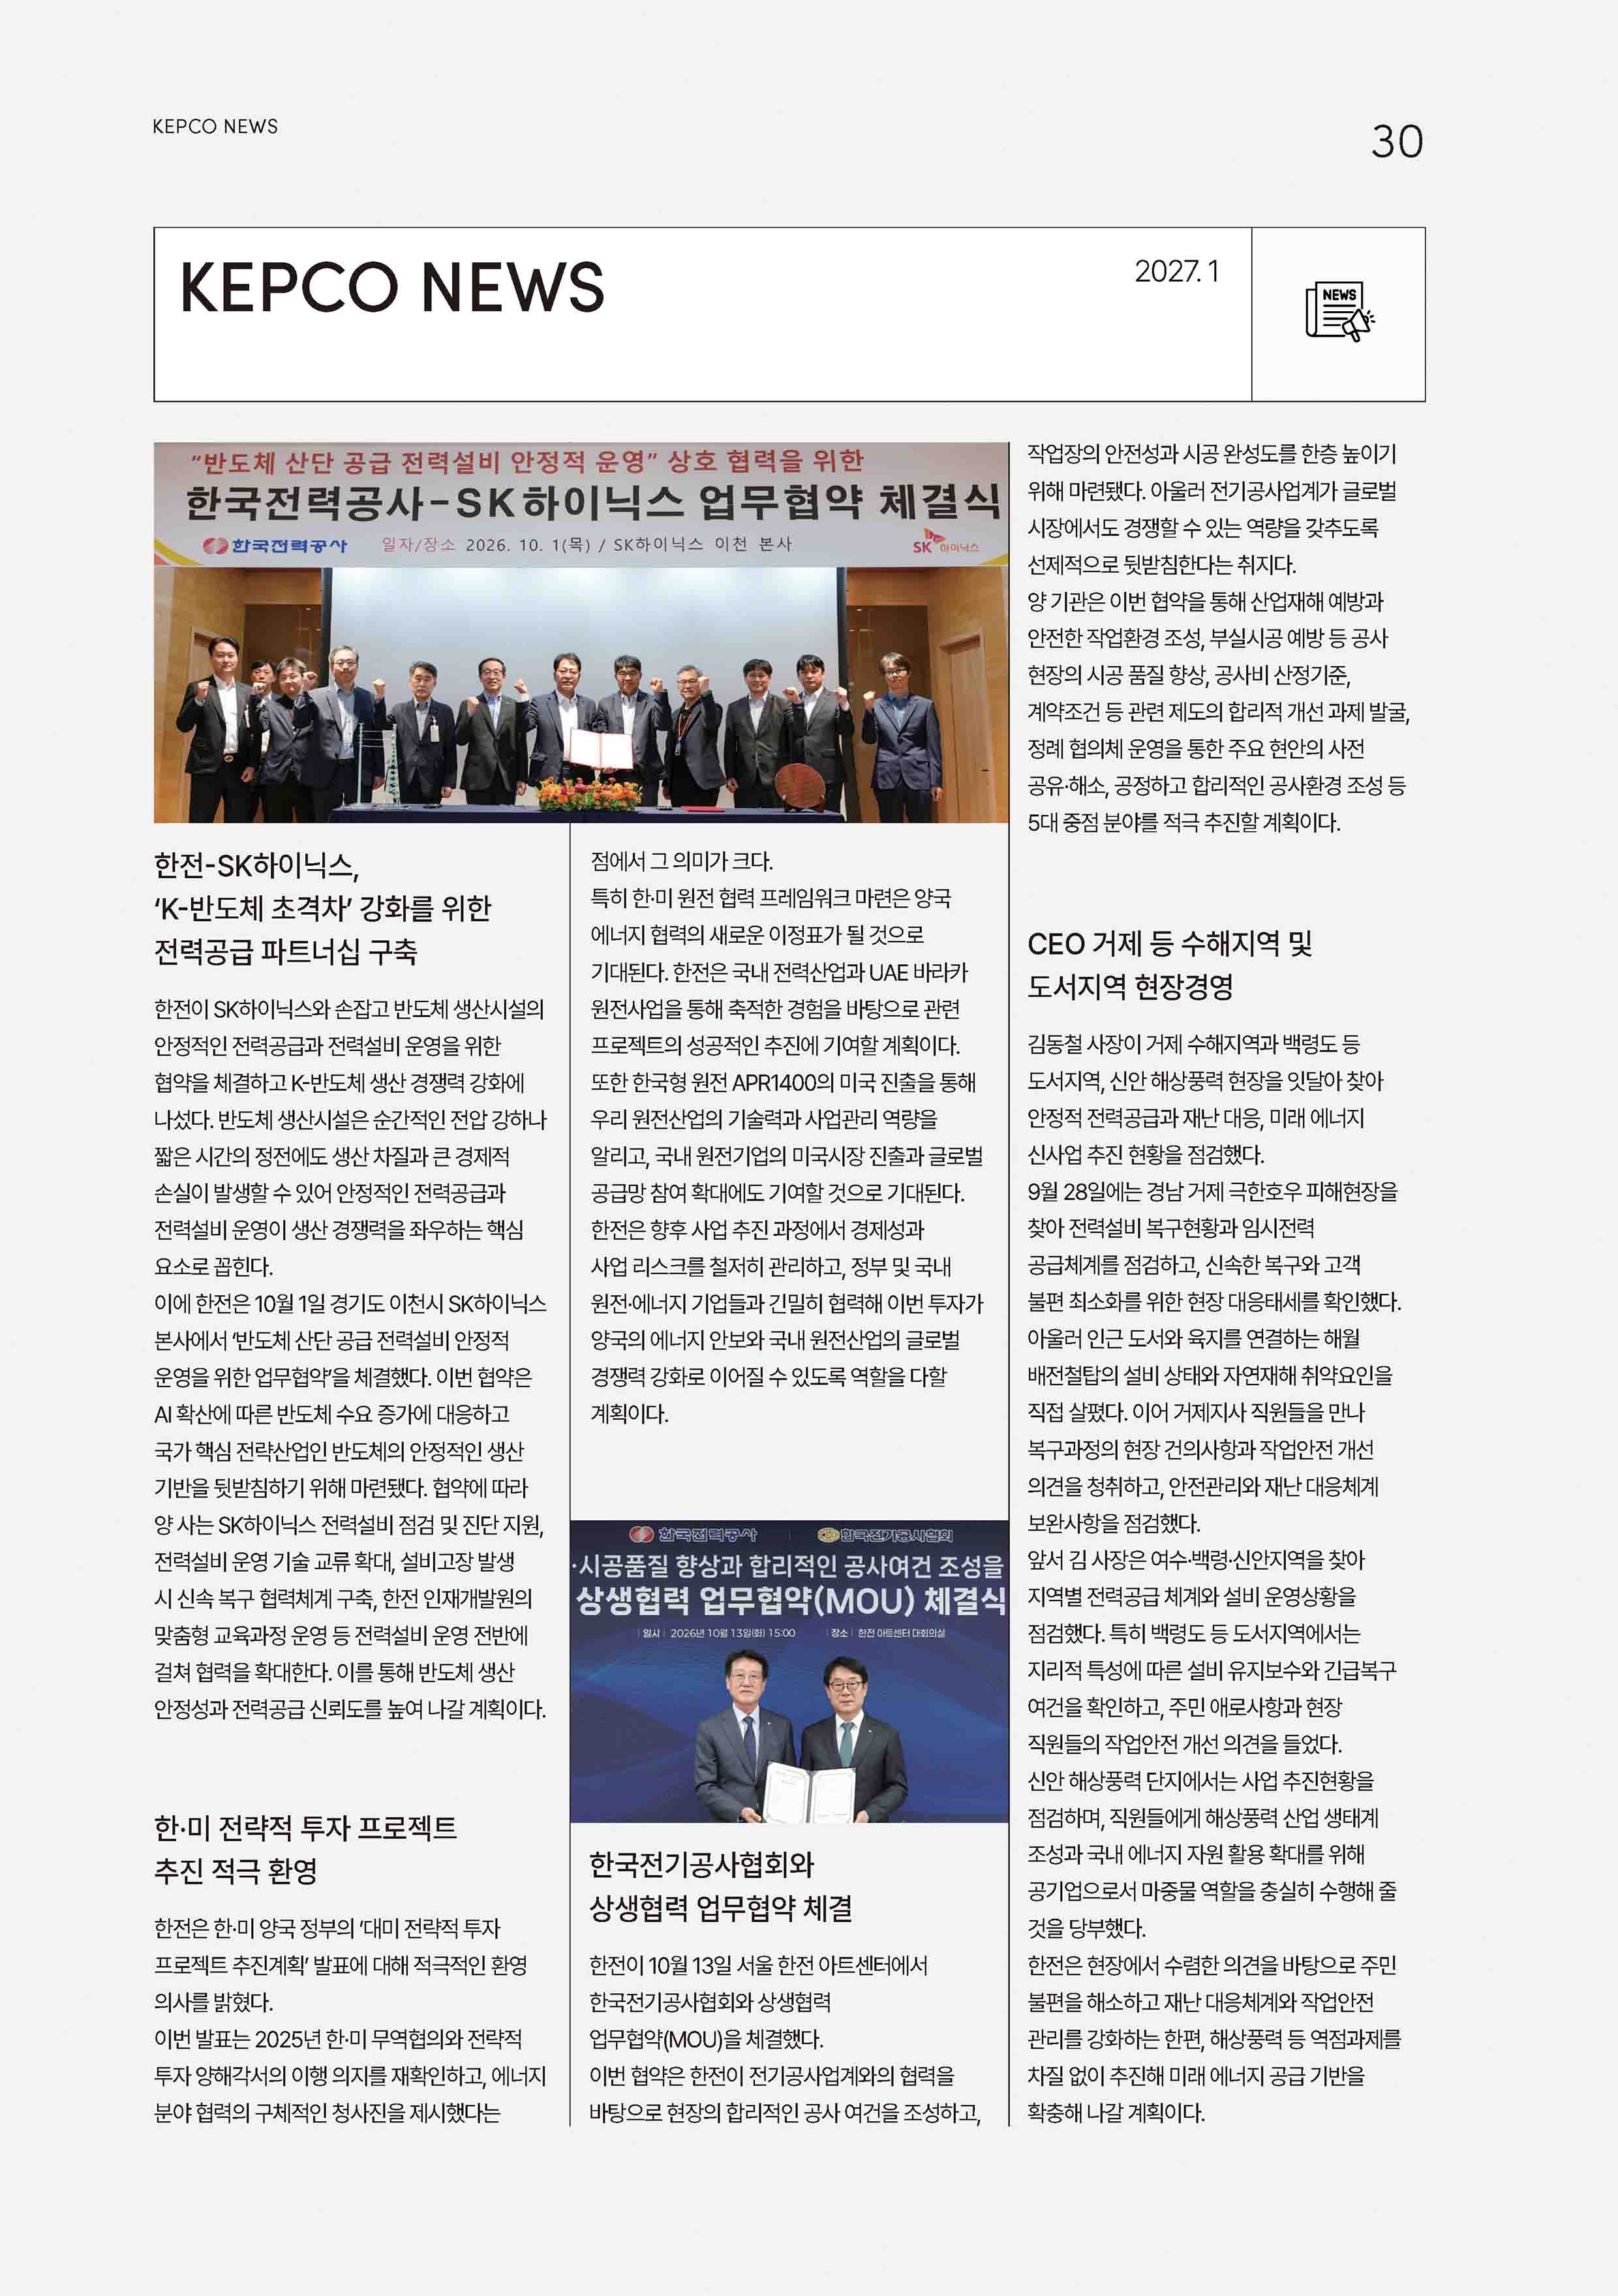 KEPCO NEWS
30
KEPCO NEWS
2027. 1
NEWS
"반도체 산단 공급 전력설비 안정적 운영" 상호 협력을 위한
한국전력공사-SK하이닉스 업무협약 체결식
한국전력공사
일자/장소 2026. 10. 1(목) / SK하이닉스 이천 본사
SK 하이닉스
한전-SK하이닉스,
‘K-반도체 초격차’ 강화를 위한
전력공급 파트너십 구축
한전이 SK하이닉스와 손잡고 반도체 생산시설의
안정적인 전력공급과 전력설비 운영을 위한
협약을 체결하고 K-반도체 생산 경쟁력 강화에
나섰다. 반도체 생산시설은 순간적인 전압 강하나
짧은 시간의 정전에도 생산 차질과 큰 경제적
손실이 발생할 수 있어 안정적인 전력공급과
전력설비 운영이 생산 경쟁력을 좌우하는 핵심
요소로 꼽힌다.
이에 한전은 10월 1일 경기도 이천시 SK하이닉스
본사에서 ‘반도체 산단 공급 전력설비 안정적
운영을 위한 업무협약’을 체결했다. 이번 협약은
AI 확산에 따른 반도체 수요 증가에 대응하고
국가 핵심 전략산업인 반도체의 안정적인 생산
기반을 뒷받침하기 위해 마련됐다. 협약에 따라
양 사는 SK하이닉스 전력설비 점검 및 진단 지원,
전력설비 운영 기술 교류 확대, 설비고장 발생
시 신속 복구 협력체계 구축, 한전 인재개발원의
맞춤형 교육과정 운영 등 전력설비 운영 전반에
걸쳐 협력을 확대한다. 이를 통해 반도체 생산
안정성과 전력공급 신뢰도를 높여 나갈 계획이다.
한·미 전략적 투자 프로젝트
추진 적극 환영
한전은 한·미 양국 정부의 ‘대미 전략적 투자
프로젝트 추진계획’ 발표에 대해 적극적인 환영
의사를 밝혔다.
이번 발표는 2025년 한·미 무역협의와 전략적
투자 양해각서의 이행 의지를 재확인하고, 에너지
분야 협력의 구체적인 청사진을 제시했다는
점에서 그 의미가 크다.
특히 한·미 원전 협력 프레임워크 마련은 양국
에너지 협력의 새로운 이정표가 될 것으로
기대된다. 한전은 국내 전력산업과 UAE 바라카
원전사업을 통해 축적한 경험을 바탕으로 관련
프로젝트의 성공적인 추진에 기여할 계획이다.
또한 한국형 원전 APR1400의 미국 진출을 통해
우리 원전산업의 기술력과 사업관리 역량을
알리고, 국내 원전기업의 미국시장 진출과 글로벌
공급망 참여 확대에도 기여할 것으로 기대된다.
한전은 향후 사업 추진 과정에서 경제성과
사업 리스크를 철저히 관리하고, 정부 및 국내
원전·에너지 기업들과 긴밀히 협력해 이번 투자가
양국의 에너지 안보와 국내 원전산업의 글로벌
경쟁력 강화로 이어질 수 있도록 역할을 다할
계획이다.
한국전력공사
한국전기공사협회
·시공품질 향상과 합리적인 공사여건 조성을
상생협력 업무협약(MOU) 체결식
일시 | 2026년 10월 13일(화) 15:00
장소 | 한전 아트센터 대회의실
한국전기공사협회와
상생협력 업무협약 체결
한전이 10월 13일 서울 한전 아트센터에서
한국전기공사협회와 상생협력
업무협약(MOU)을 체결했다.
이번 협약은 한전이 전기공사업계와의 협력을
바탕으로 현장의 합리적인 공사 여건을 조성하고,
작업장의 안전성과 시공 완성도를 한층 높이기
위해 마련됐다. 아울러 전기공사업계가 글로벌
시장에서도 경쟁할 수 있는 역량을 갖추도록
선제적으로 뒷받침한다는 취지다.
양 기관은 이번 협약을 통해 산업재해 예방과
안전한 작업환경 조성, 부실시공 예방 등 공사
현장의 시공 품질 향상, 공사비 산정기준,
계약조건 등 관련 제도의 합리적 개선 과제 발굴,
정례 협의체 운영을 통한 주요 현안의 사전
공유·해소, 공정하고 합리적인 공사환경 조성 등
5대 중점 분야를 적극 추진할 계획이다.
CEO 거제 등 수해지역 및
도서지역 현장경영
김동철 사장이 거제 수해지역과 백령도 등
도서지역, 신안 해상풍력 현장을 잇달아 찾아
안정적 전력공급과 재난 대응, 미래 에너지
신사업 추진 현황을 점검했다.
9월 28일에는 경남 거제 극한호우 피해현장을
찾아 전력설비 복구현황과 임시전력
공급체계를 점검하고, 신속한 복구와 고객
불편 최소화를 위한 현장 대응태세를 확인했다.
아울러 인근 도서와 육지를 연결하는 해월
배전철탑의 설비 상태와 자연재해 취약요인을
직접 살폈다. 이어 거제지사 직원들을 만나
복구과정의 현장 건의사항과 작업안전 개선
의견을 청취하고, 안전관리와 재난 대응체계
보완사항을 점검했다.
앞서 김 사장은 여수·백령·신안지역을 찾아
지역별 전력공급 체계와 설비 운영상황을
점검했다. 특히 백령도 등 도서지역에서는
지리적 특성에 따른 설비 유지보수와 긴급복구
여건을 확인하고, 주민 애로사항과 현장
직원들의 작업안전 개선 의견을 들었다.
신안 해상풍력 단지에서는 사업 추진현황을
점검하며, 직원들에게 해상풍력 산업 생태계
조성과 국내 에너지 자원 활용 확대를 위해
공기업으로서 마중물 역할을 충실히 수행해 줄
것을 당부했다.
한전은 현장에서 수렴한 의견을 바탕으로 주민
불편을 해소하고 재난 대응체계와 작업안전
관리를 강화하는 한편, 해상풍력 등 역점과제를
차질 없이 추진해 미래 에너지 공급 기반을
확충해 나갈 계획이다.